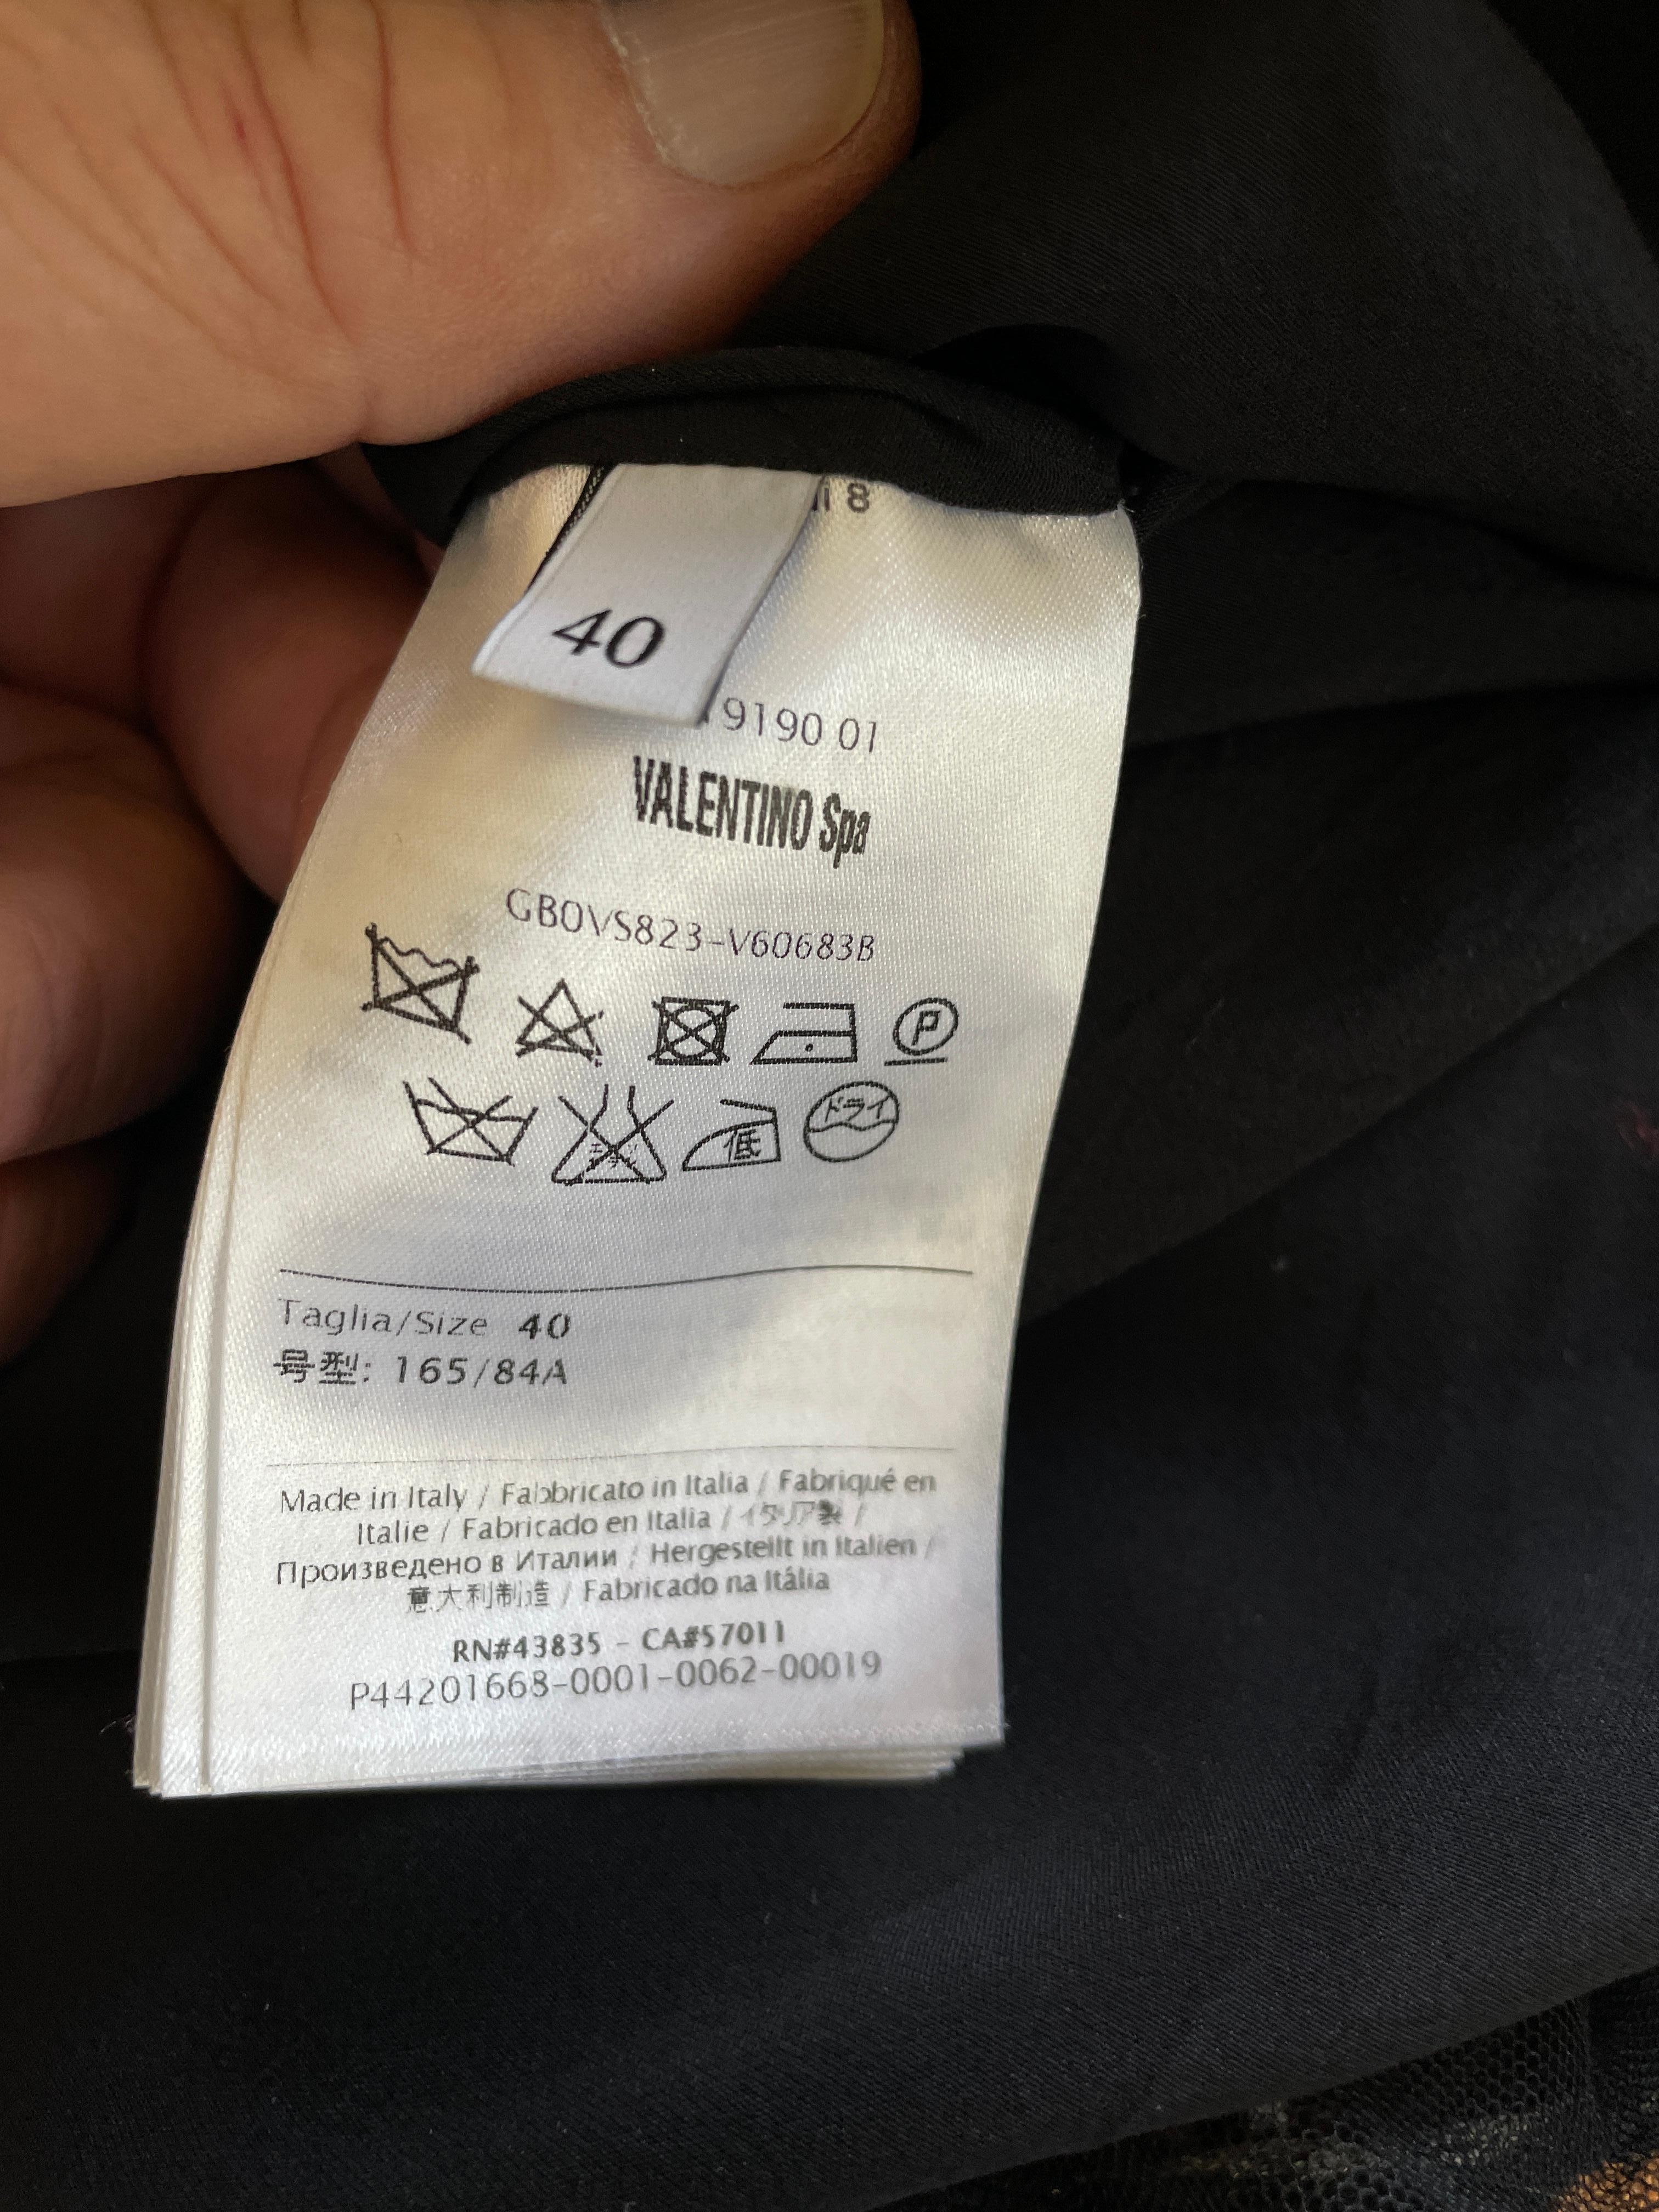 40
8
9190 01
VALENTINO Spa
GB0VS823-V60683B
P
ドライ
低
Taglia/Size 40
号型: 165/84A
Made in Italy / Fabbricato in Italia / Fabriqué en
Italie / Fabricado en Italia / イタリア製 /
Произведено в Италии / Hergestellt in Italien /
意大利制造 / Fabricado na Itália
RN#43835 - CA#57011
P44201668-0001-0062-00019